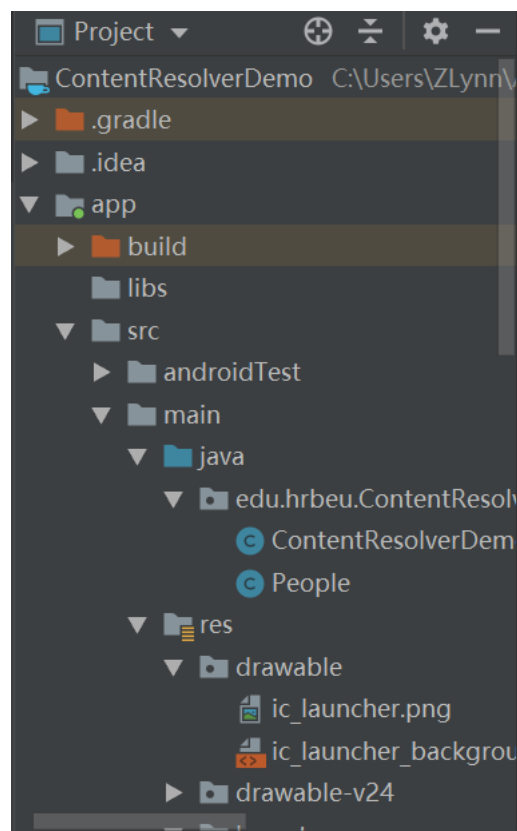 Project
ContentResolverDemo C:\Users\ZLynn\
.gradle
.idea
app
build
libs
src
androidTest
main
java
edu.hrbeu.ContentResolv
ContentResolverDem
People
res
drawable
ic_launcher.png
ic_launcher_backgrou
drawable-v24